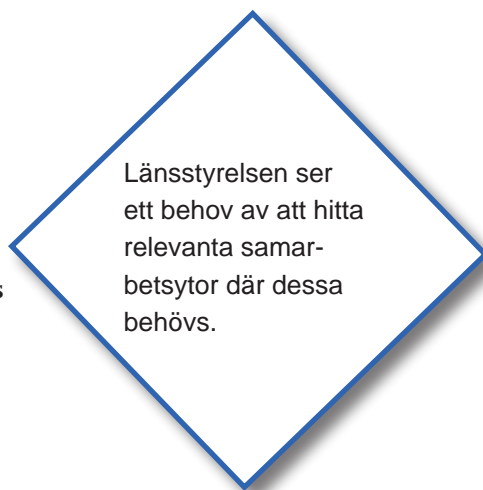 Länsstyrelsen ser
ett behov av att hitta
relevanta samar-
betsytor där dessa
behövs.
s